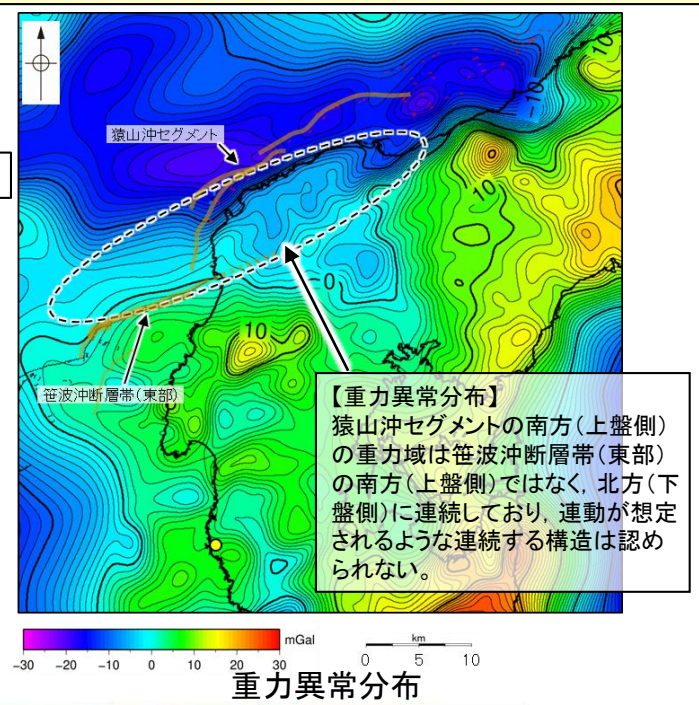 10
-10
猿山沖セグメント
10
0
10
笹波沖断層帯（東部）
【重力異常分布】
猿山沖セグメントの南方（上盤側）
の重力域は笹波沖断層帯（東部）
の南方（上盤側）ではなく，北方（下
盤側）に連続しており，連動が想定
されるような連続する構造は認め
られない。
mGal
-30 -20 -10 0 10 20 30
km
0 5 10
重力異常分布